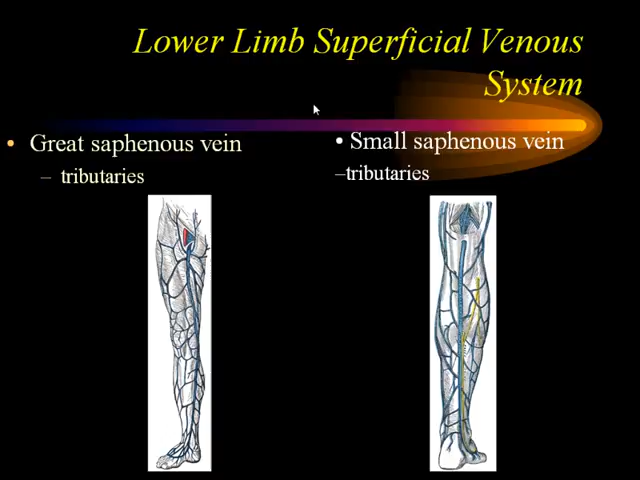 Lower Limb Superficial Venous
System
• Great saphenous vein
– tributaries
• Small saphenous vein
–tributaries